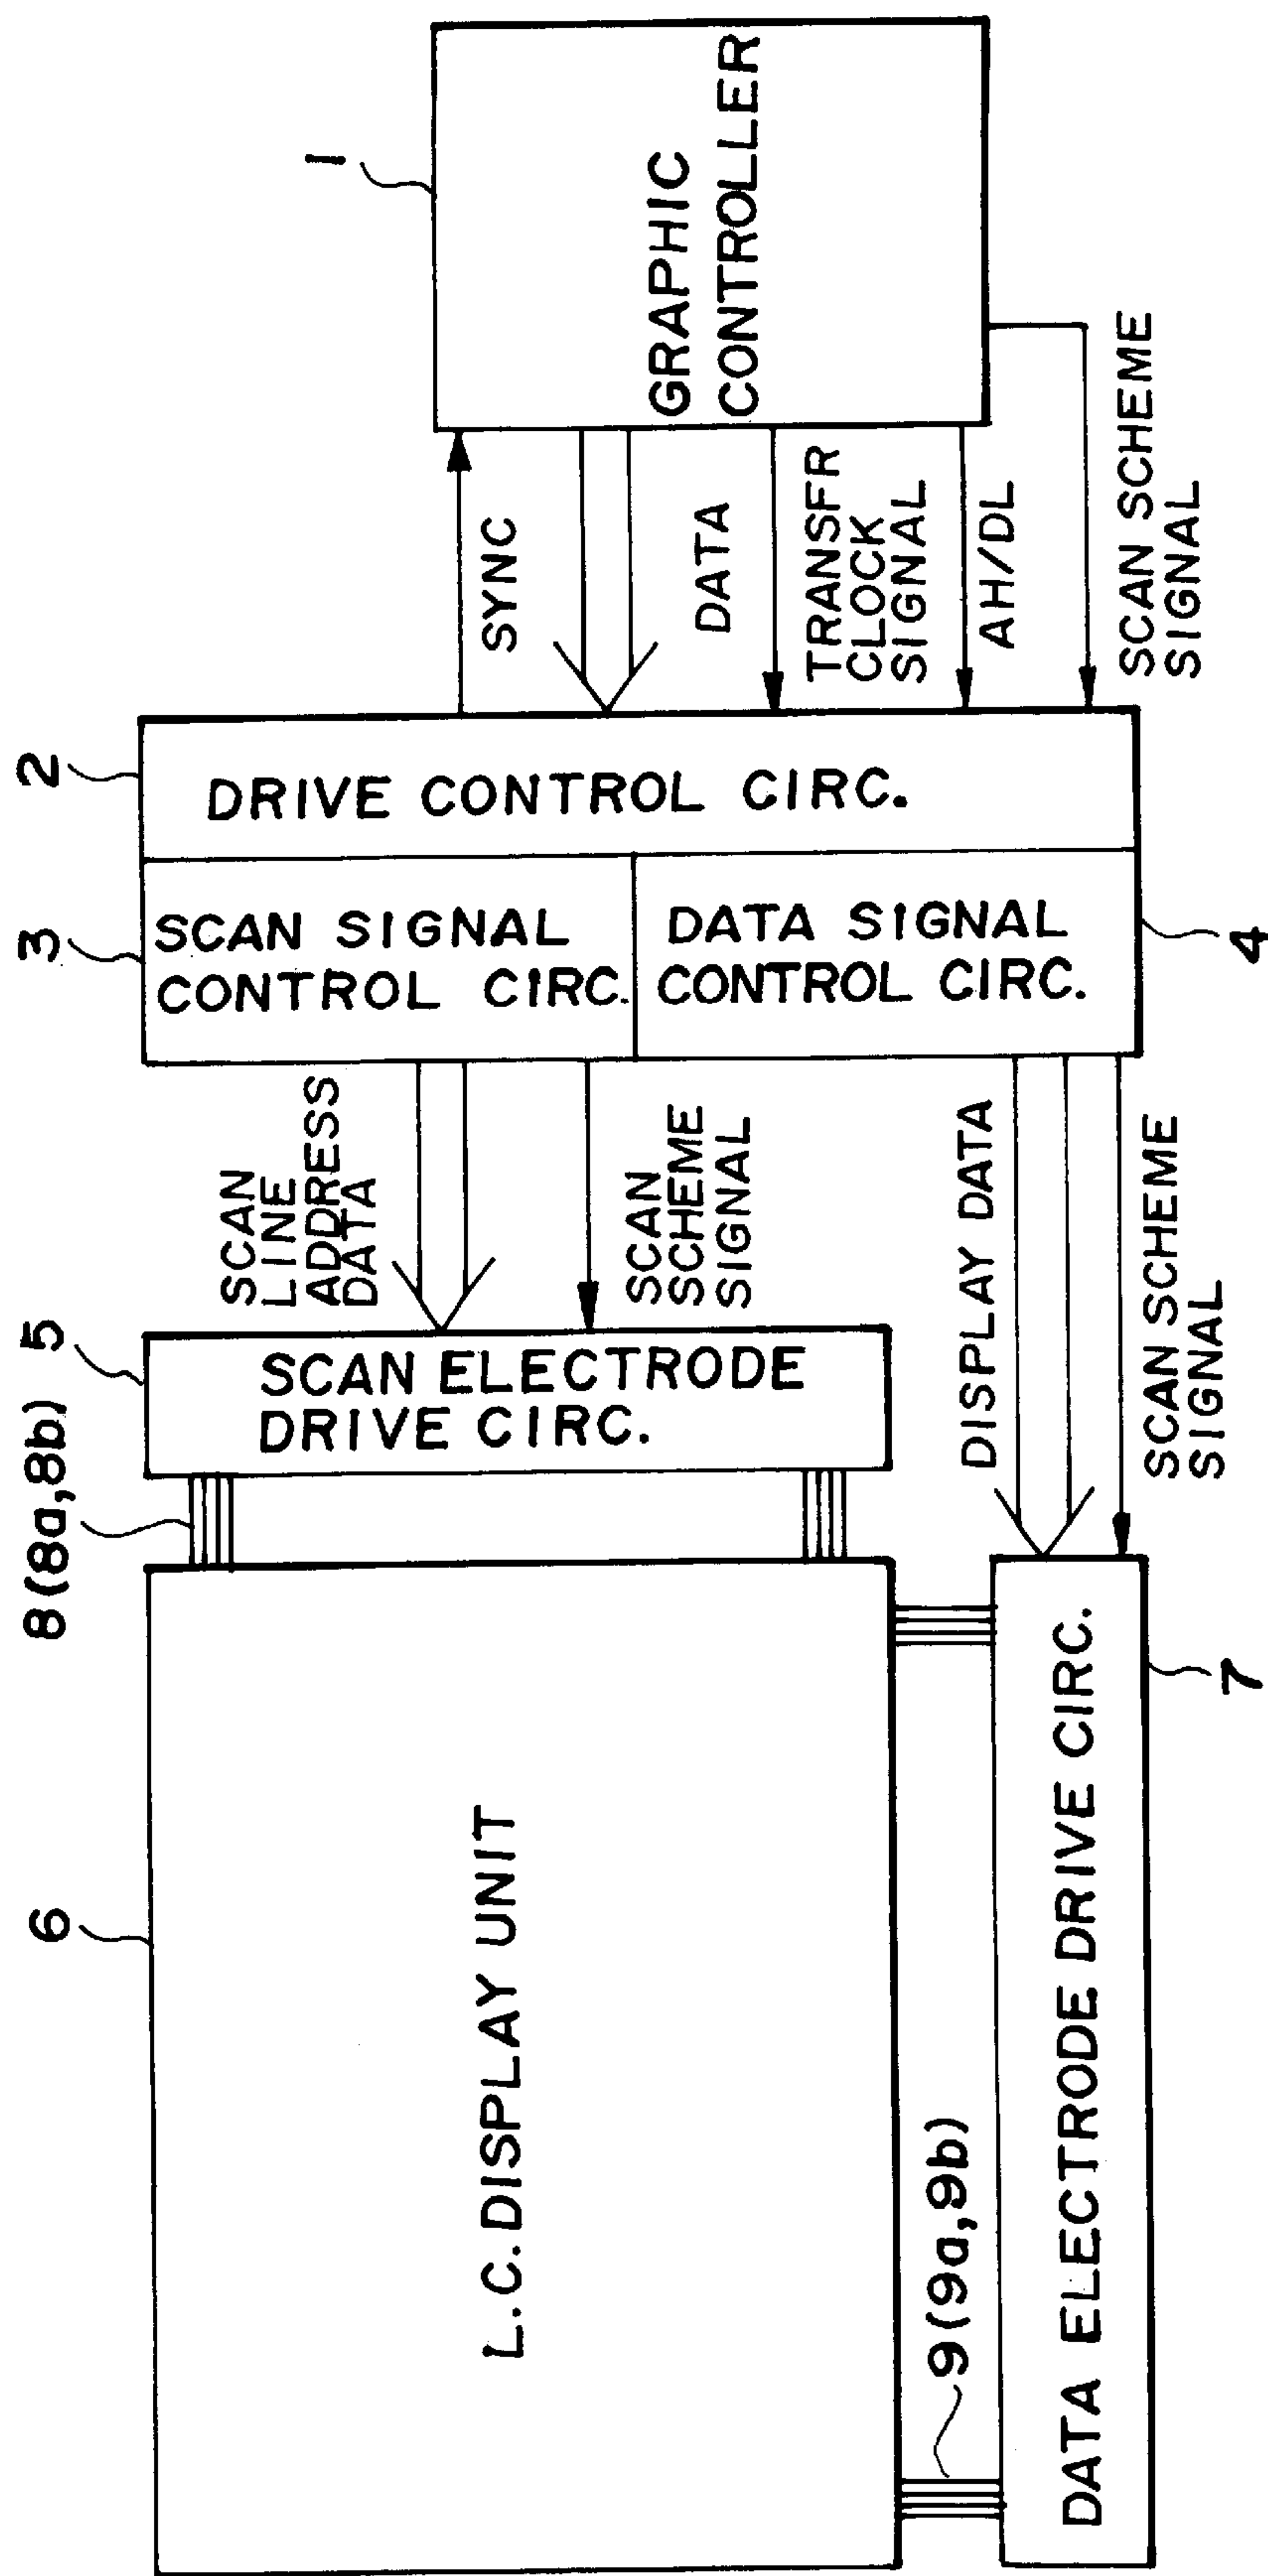 6
L.C.DISPLAY UNIT
9(9a,9b)
DATA ELECTRODE DRIVE CIRC.
7
8(8a,8b)
5
SCAN ELECTRODE
DRIVE CIRC.
SCAN
LINE
ADDRESS
DATA
SCAN
SCHEME
SIGNAL
DISPLAY DATA
SCAN SCHEME
SIGNAL
3
SCAN SIGNAL
CONTROL CIRC.
DATA SIGNAL
CONTROL CIRC.
4
2
DRIVE CONTROL CIRC.
SYNC
DATA
TRANSFR
CLOCK
SIGNAL
AH/DL
SCAN SCHEME
SIGNAL
1
GRAPHIC
CONTROLLER